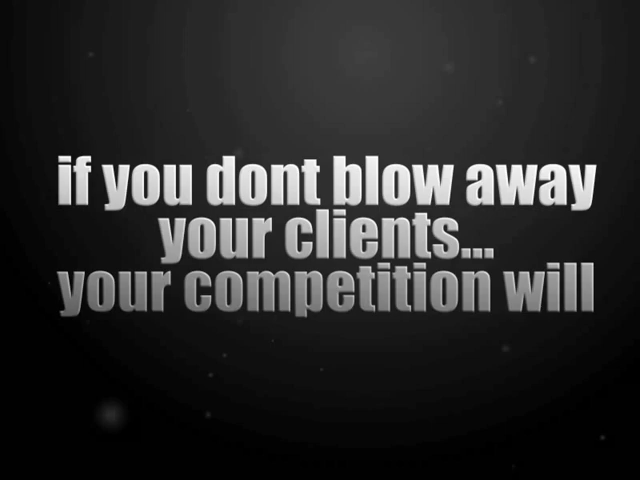 if you dont blow away
your clients...
your competition will